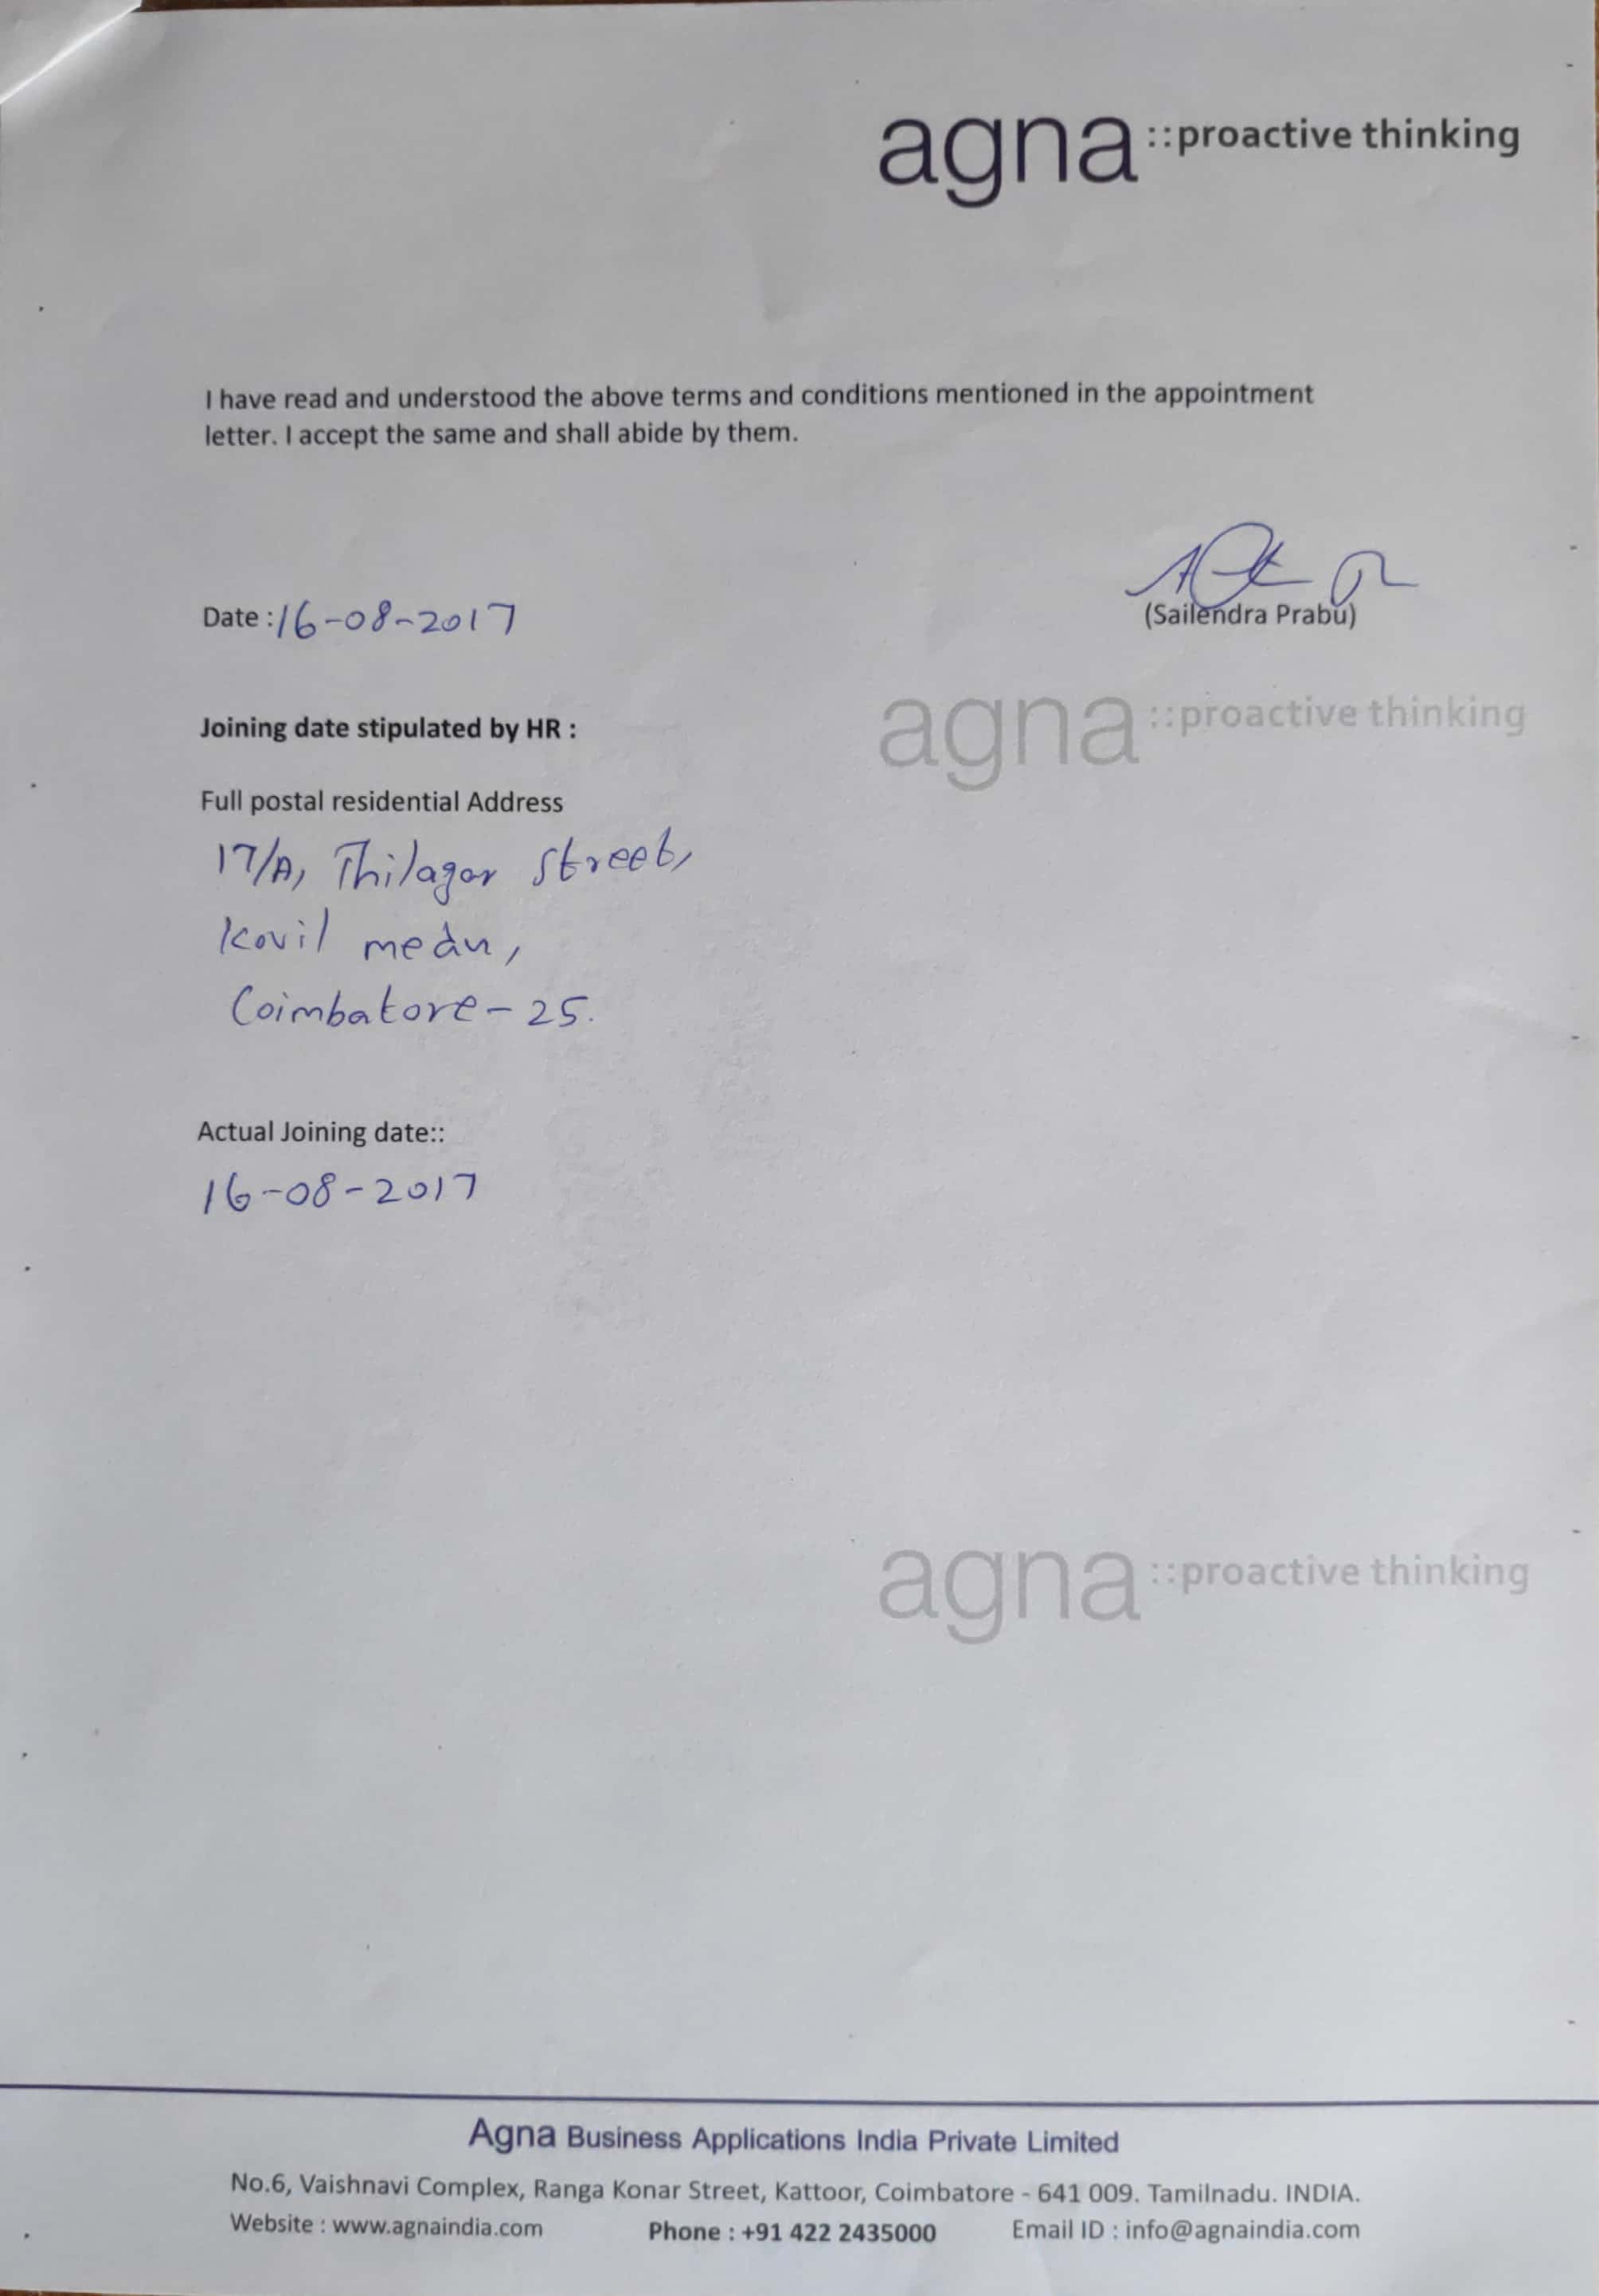 agna ::proactive thinking
I have read and understood the above terms and conditions mentioned in the appointment
letter. I accept the same and shall abide by them.
Date : 16-08-2017
(Sailendra Prabu)
agna ::proactive thinking
Joining date stipulated by HR :
Full postal residential Address
17/A, Thilagar Street,
Kovil medu,
Coimbatore - 25.
Actual Joining date::
16-08-2017
agna ::proactive thinking
Agna Business Applications India Private Limited
No.6, Vaishnavi Complex, Ranga Konar Street, Kattoor, Coimbatore - 641 009. Tamilnadu. INDIA.
Website : www.agnaindia.com Phone : +91 422 2435000 Email ID : info@agnaindia.com